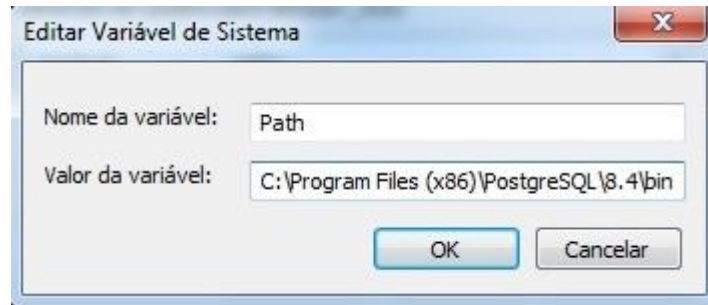 Editar Variável de Sistema
Nome da variável: Path
Valor da variável: C:\Program Files (x86)\PostgreSQL\8.4\bin
OK Cancelar